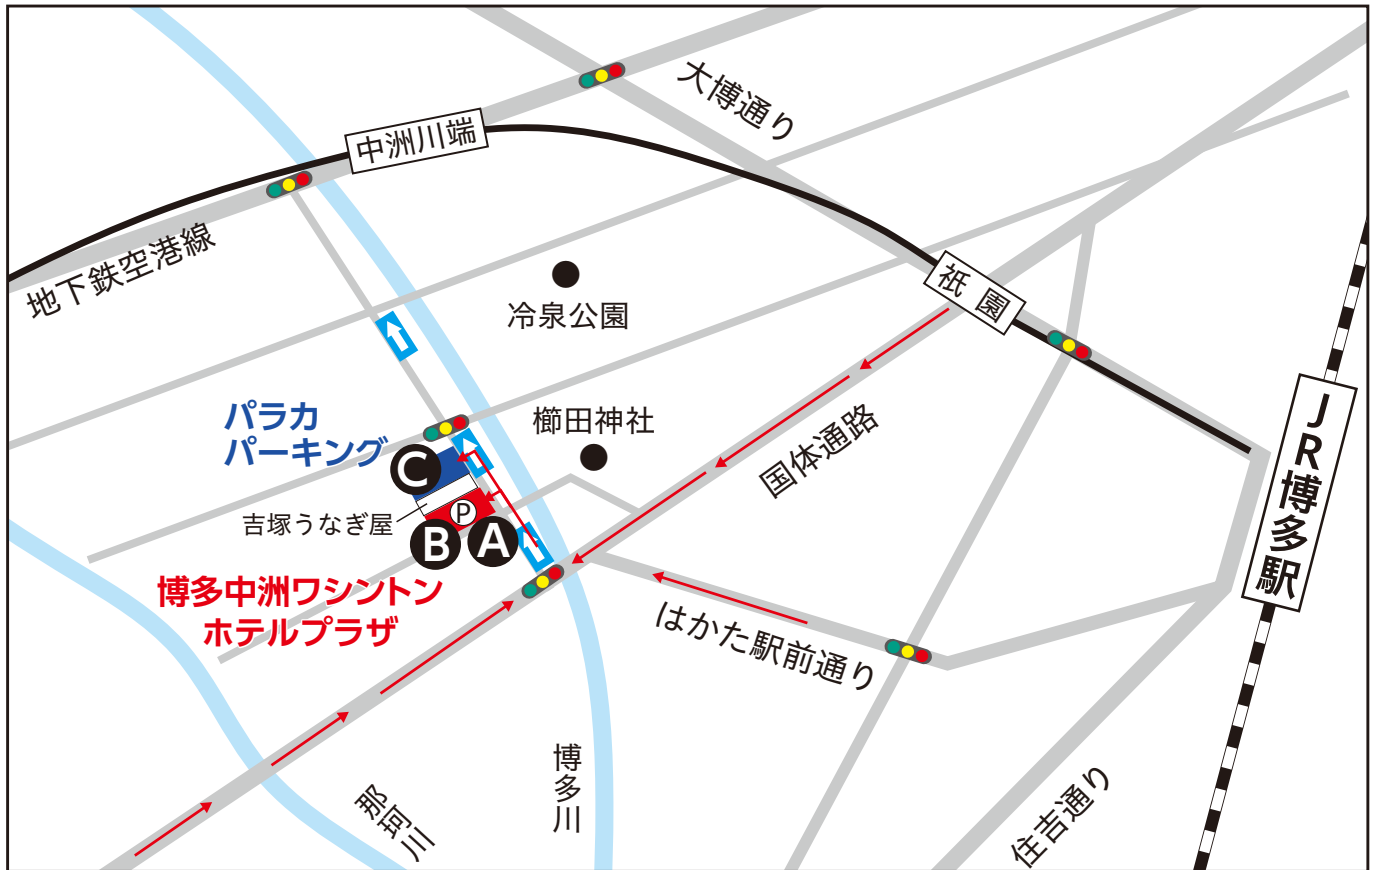 大博通り
中洲川端
地下鉄空港線
祇園
冷泉公園
JR博多駅
パラカ
パーキング
櫛田神社
国体通路
C
吉塚うなぎ屋
P
B
A
博多中洲ワシントン
ホテルプラザ
はかた駅前通り
博多川
那珂川
住吉通り